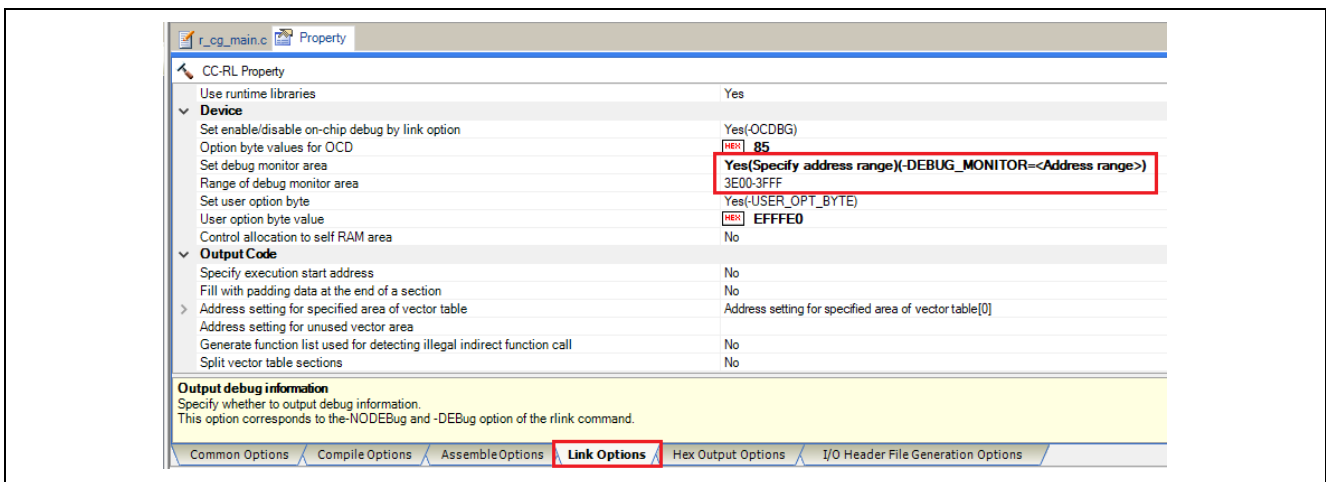 r_cg_main.c Property
CC-RL Property
Use runtime libraries Yes
Device
Set enable/disable on-chip debug by link option Yes(-OCDBG)
Option byte values for OCD HEX 85
Set debug monitor area Yes(Specify address range)(-DEBUG_MONITOR=<Address range>)
Range of debug monitor area 3E00-3FFF
Set user option byte Yes(-USER_OPT_BYTE)
User option byte value HEX EFFFE0
Control allocation to self RAM area No
Output Code
Specify execution start address No
Fill with padding data at the end of a section No
Address setting for specified area of vector table Address setting for specified area of vector table[0]
Address setting for unused vector area
Generate function list used for detecting illegal indirect function call No
Split vector table sections No
Output debug information
Specify whether to output debug information.
This option corresponds to the-NODEBug and -DEBug option of the rlink command.
Common Options Compile Options Assemble Options Link Options Hex Output Options I/O Header File Generation Options